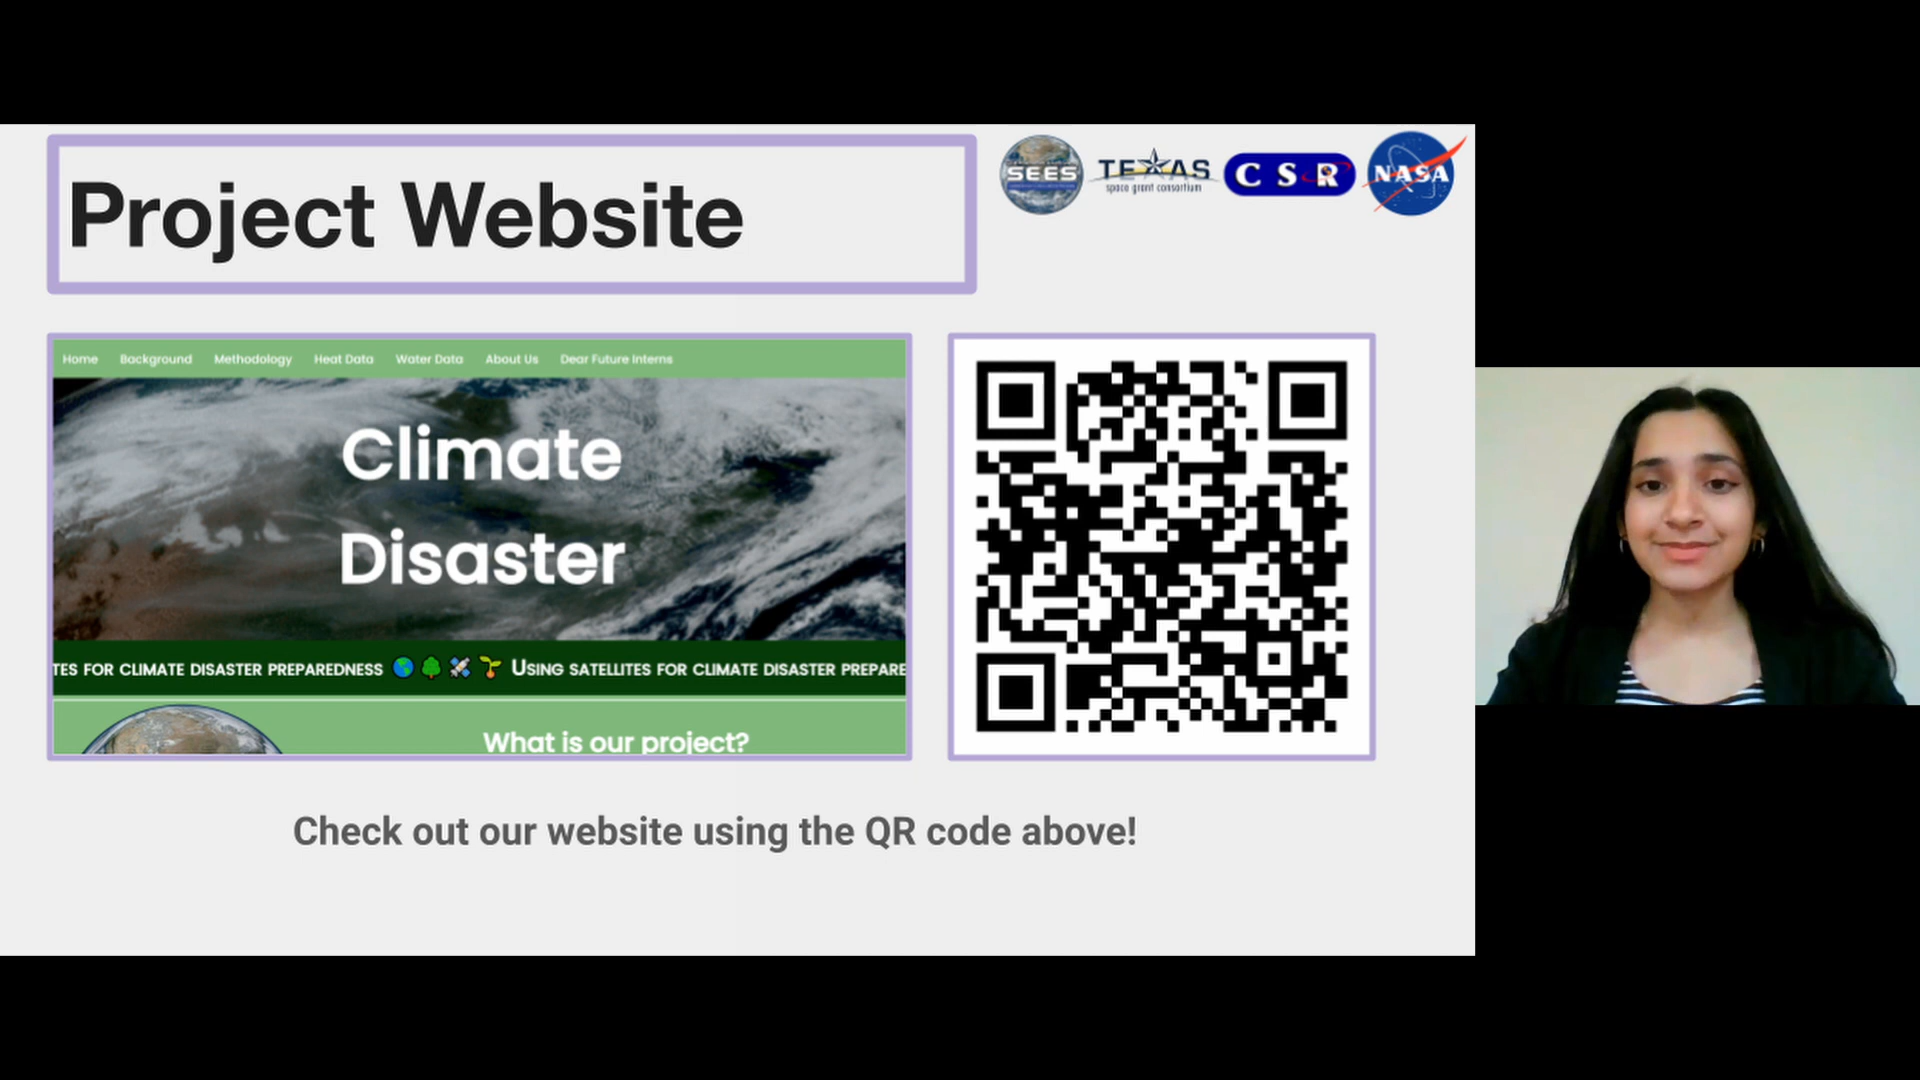 Project Website
SEES
TEXAS
space grant consortium
CSR
NASA
Home Background Methodology Heat Data Water Data About Us Dear Future Interns
Climate
Disaster
TES FOR CLIMATE DISASTER PREPAREDNESS 🌎🌳🛰️🌱 USING SATELLITES FOR CLIMATE DISASTER PREPARE
What is our project?
Check out our website using the QR code above!